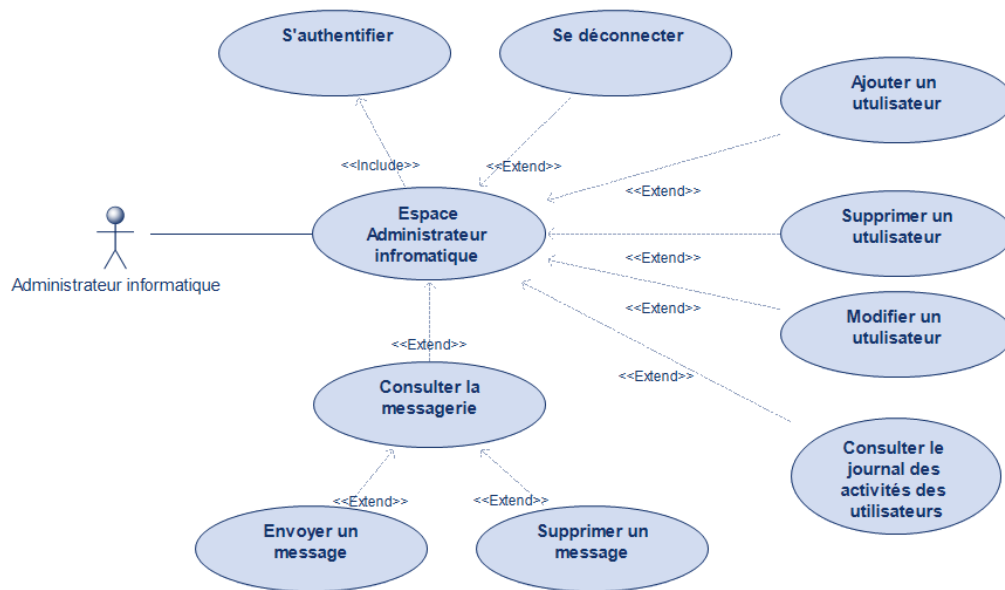 S'authentifier
Se déconnecter
Ajouter un
utulisateur
<<Include>>
<<Extend>>
<<Extend>>
Espace
Administrateur
infromatique
Supprimer un
utulisateur
<<Extend>>
Administrateur informatique
Modifier un
utulisateur
<<Extend>>
<<Extend>>
<<Extend>>
Consulter la
messagerie
Consulter le
journal des
activités des
utilisateurs
<<Extend>>
<<Extend>>
Envoyer un
message
Supprimer un
message